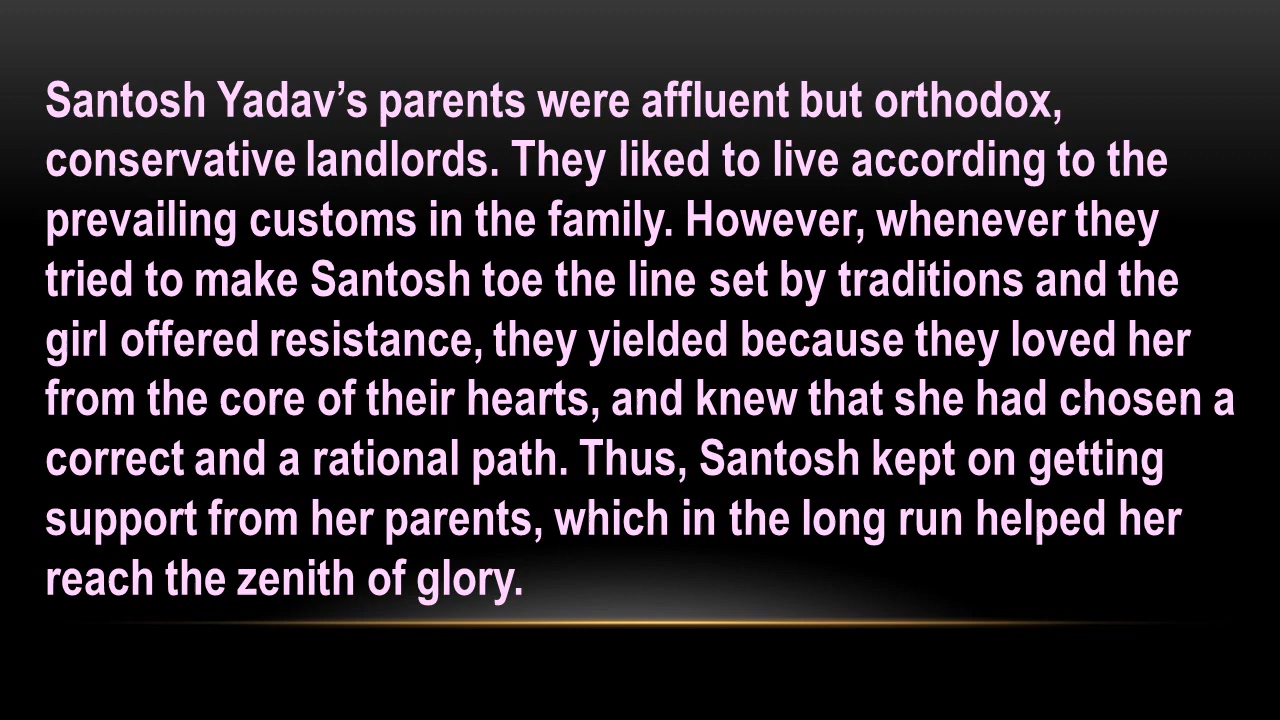 Santosh Yadav’s parents were affluent but orthodox,
conservative landlords. They liked to live according to the
prevailing customs in the family. However, whenever they
tried to make Santosh toe the line set by traditions and the
girl offered resistance, they yielded because they loved her
from the core of their hearts, and knew that she had chosen a
correct and a rational path. Thus, Santosh kept on getting
support from her parents, which in the long run helped her
reach the zenith of glory.